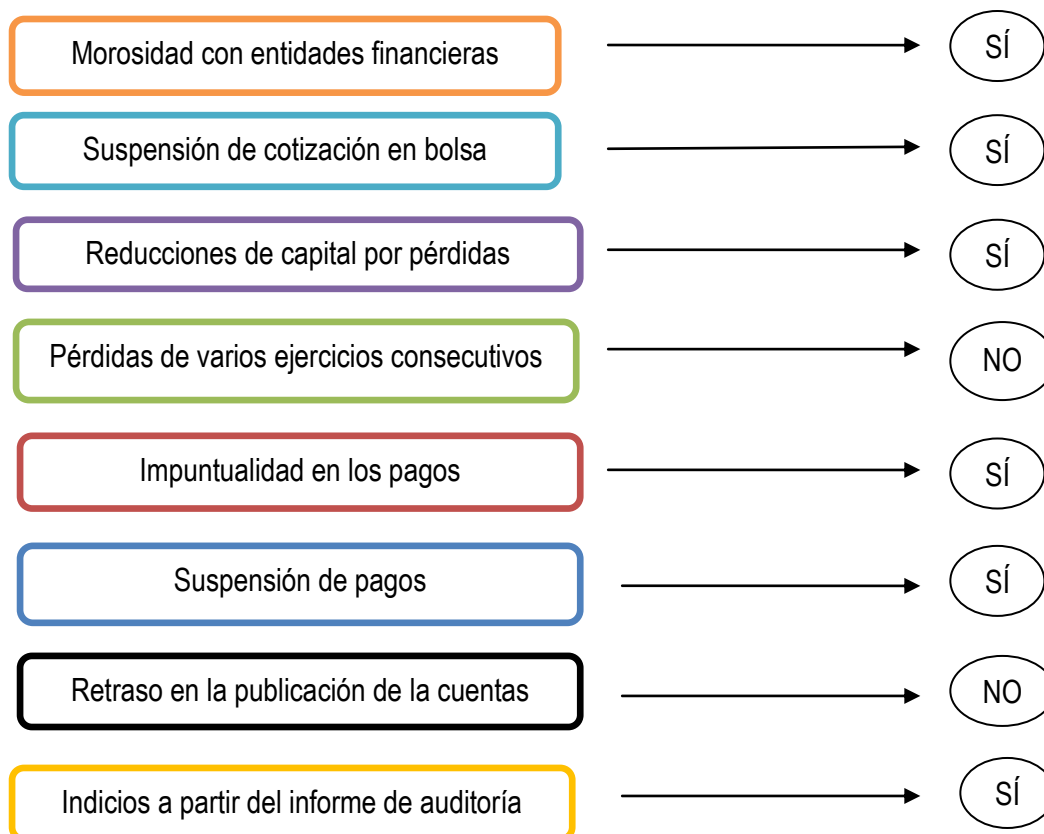 Morosidad con entidades financieras SÍ
Suspensión de cotización en bolsa SÍ
Reducciones de capital por pérdidas SÍ
Pérdidas de varios ejercicios consecutivos NO
Impuntualidad en los pagos SÍ
Suspensión de pagos SÍ
Retraso en la publicación de la cuentas NO
Indicios a partir del informe de auditoría SÍ